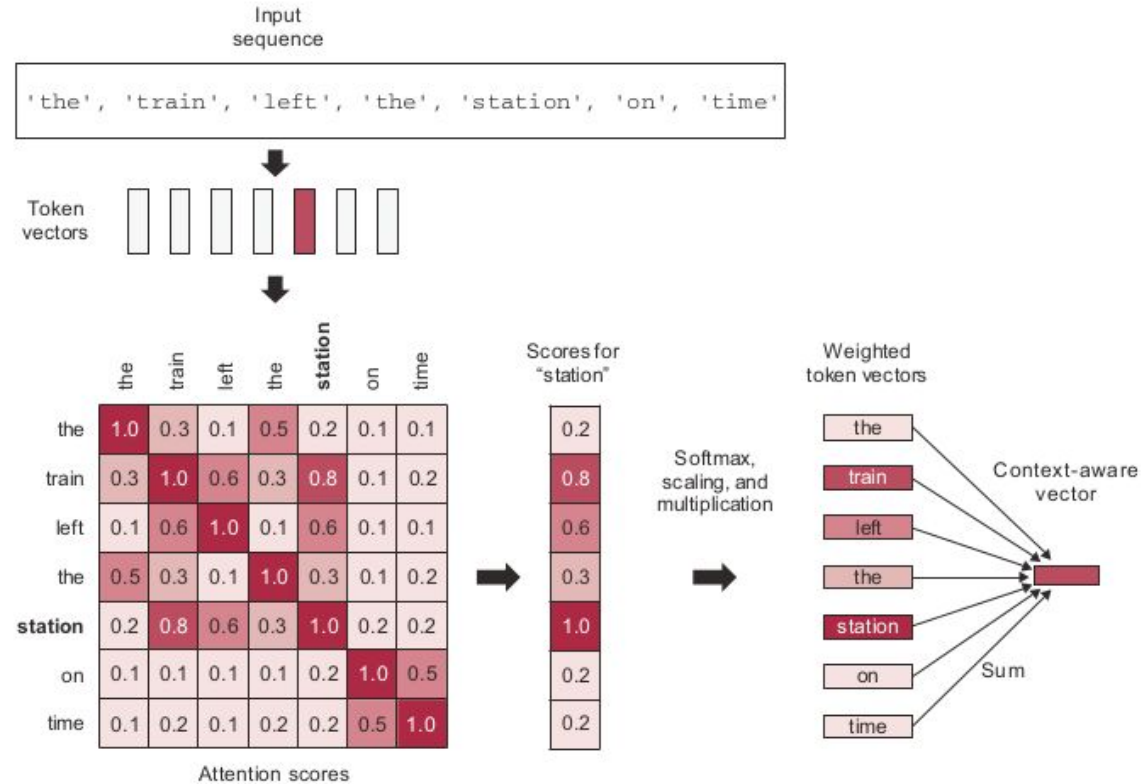 Input
sequence
'the', 'train', 'left', 'the', 'station', 'on', 'time'
Token
vectors
the train left the station on time
the 1.0 0.3 0.1 0.5 0.2 0.1 0.1
train 0.3 1.0 0.6 0.3 0.8 0.1 0.2
left 0.1 0.6 1.0 0.1 0.6 0.1 0.1
the 0.5 0.3 0.1 1.0 0.3 0.1 0.2
station 0.2 0.8 0.6 0.3 1.0 0.2 0.2
on 0.1 0.1 0.1 0.1 0.2 1.0 0.5
time 0.1 0.2 0.1 0.2 0.2 0.5 1.0
Attention scores
Scores for
“station”
0.2
0.8
0.6
0.3
1.0
0.2
0.2
Softmax,
scaling, and
multiplication
Weighted
token vectors
the
train
left
the
station
on
time
Sum
Context-aware
vector